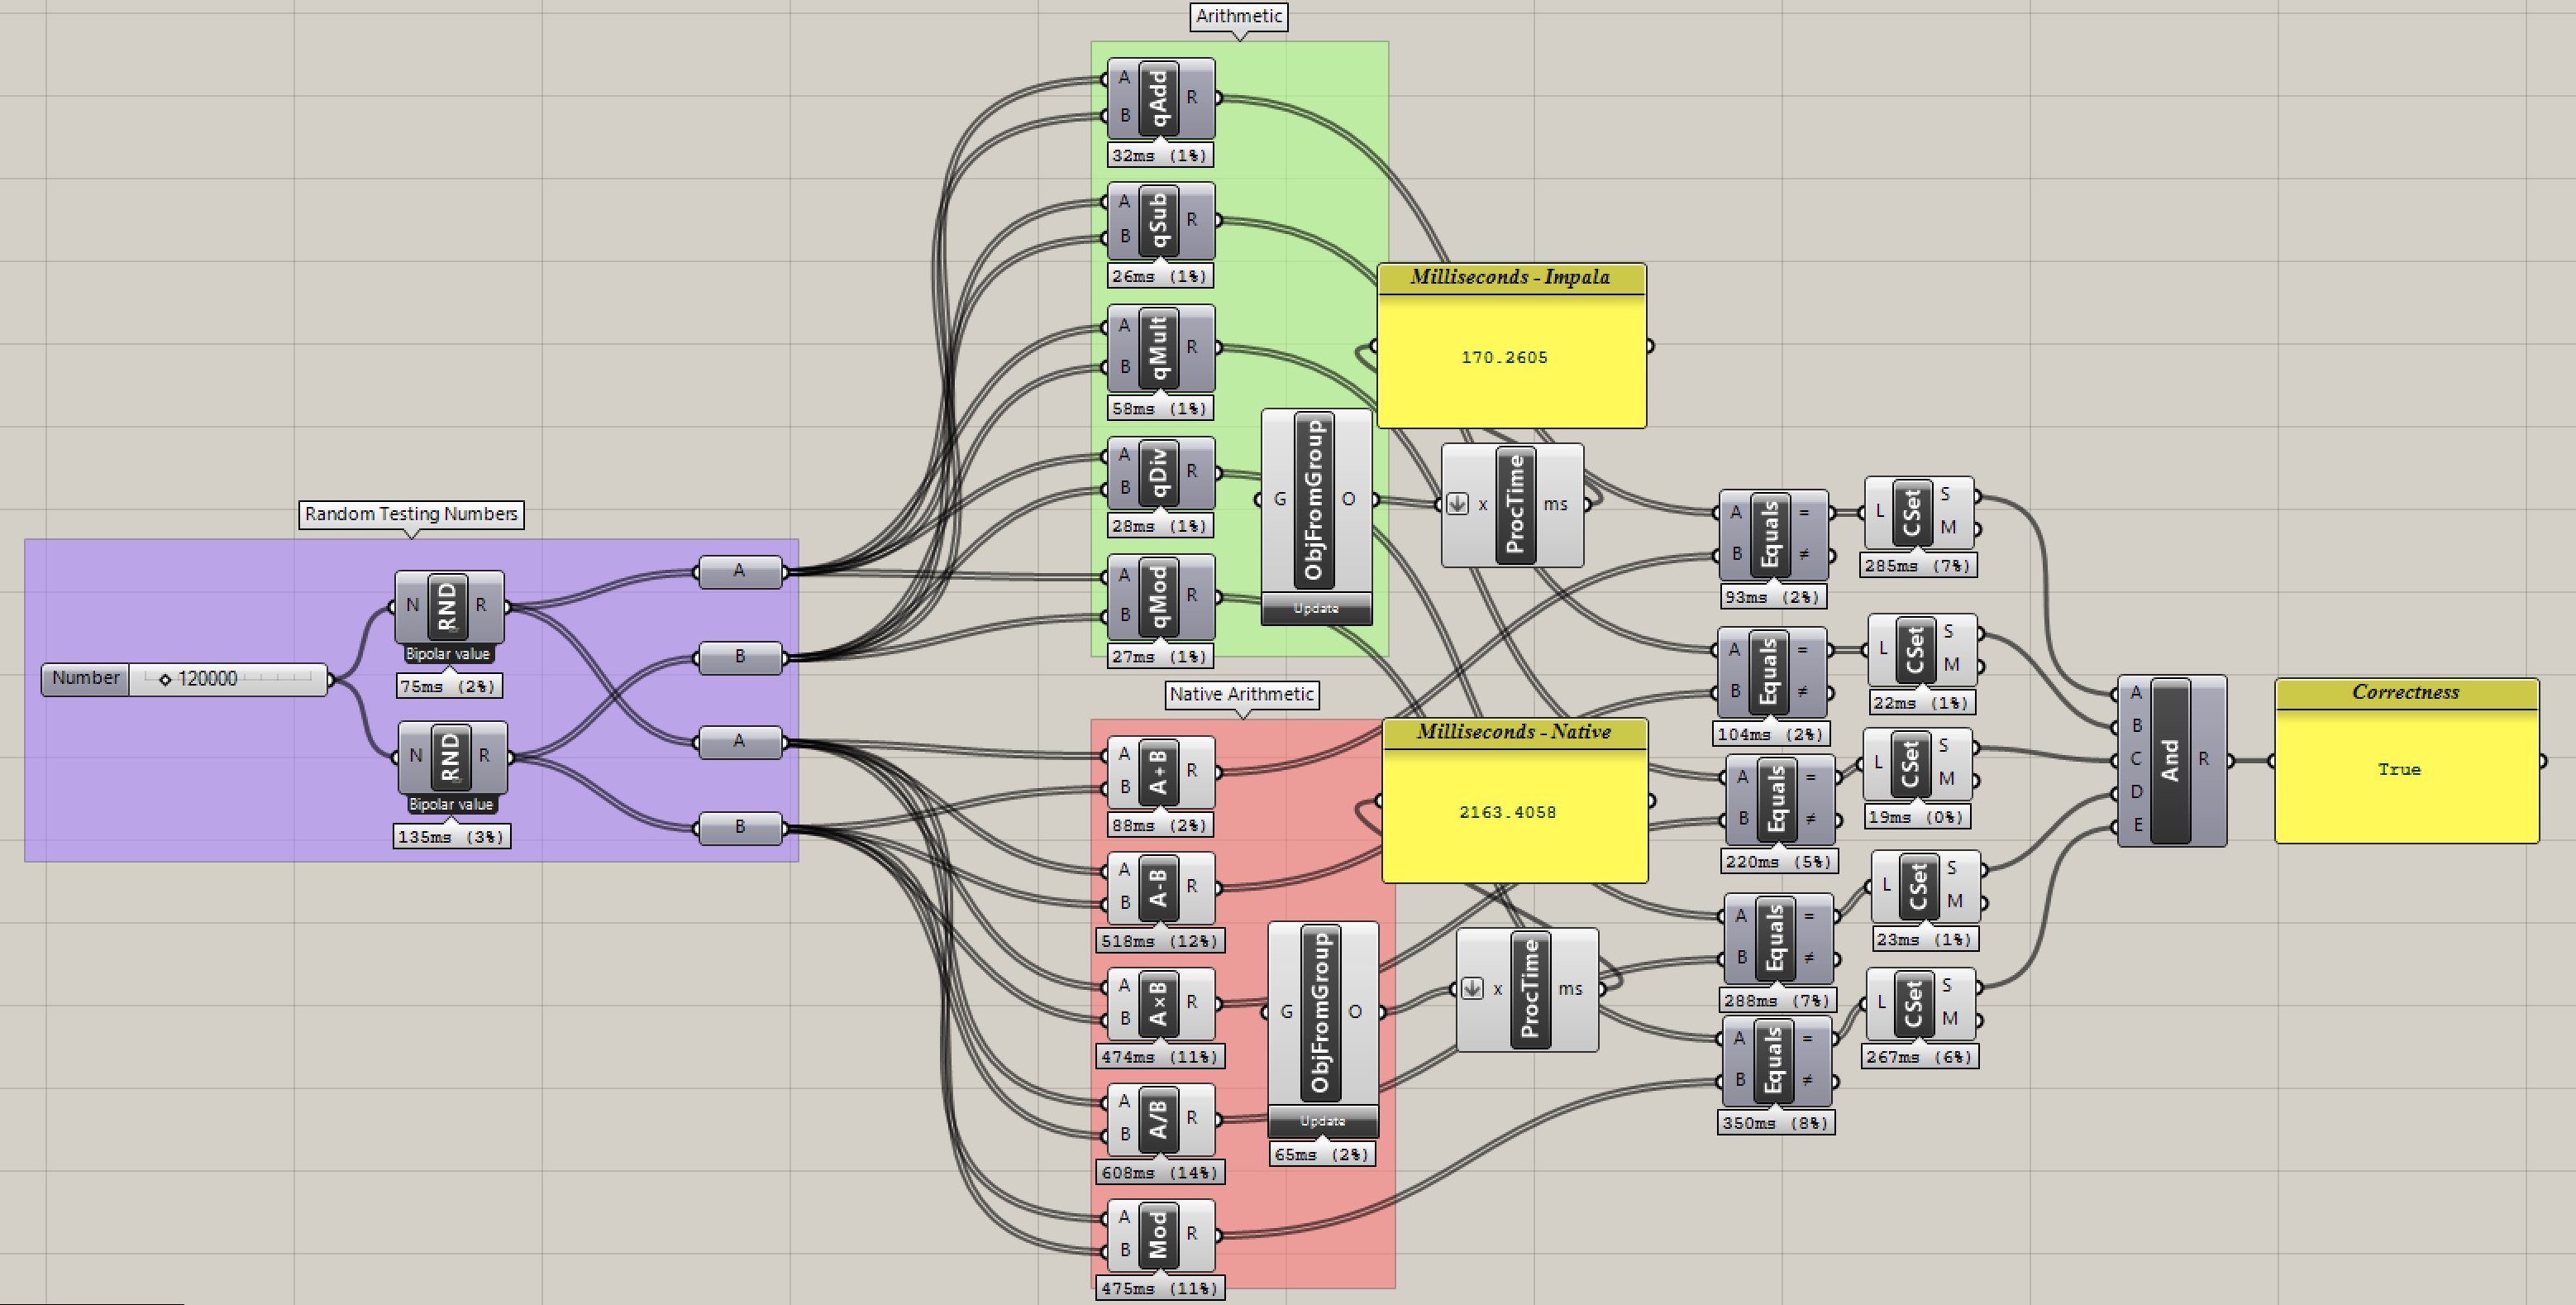 Arithmetic
A
B
qAdd
R
32ms (1%)
A
B
qSub
R
26ms (1%)
A
B
qMult
R
58ms (1%)
A
B
qDiv
R
28ms (1%)
A
B
qMod
R
27ms (1%)
G
ObjFromGroup
O
Update
Milliseconds - Impala
170.2605
x
ProcTime
ms
Random Testing Numbers
Number
120000
N
RND
R
Bipolar value
75ms (2%)
N
RND
R
Bipolar value
135ms (3%)
A
B
A
B
Native Arithmetic
A
B
A+B
R
88ms (2%)
A
B
A-B
R
518ms (12%)
A
B
A×B
R
474ms (11%)
A
B
A/B
R
608ms (14%)
A
B
Mod
R
475ms (11%)
G
ObjFromGroup
O
Update
65ms (2%)
Milliseconds - Native
2163.4058
x
ProcTime
ms
A
B
Equals
=
≠
93ms (2%)
L
CSet
S
M
285ms (7%)
A
B
Equals
=
≠
104ms (2%)
L
CSet
S
M
22ms (1%)
A
B
Equals
=
≠
220ms (5%)
L
CSet
S
M
19ms (0%)
A
B
Equals
=
≠
288ms (7%)
L
CSet
S
M
23ms (1%)
A
B
Equals
=
≠
350ms (8%)
L
CSet
S
M
267ms (6%)
A
B
C
D
E
And
R
Correctness
True